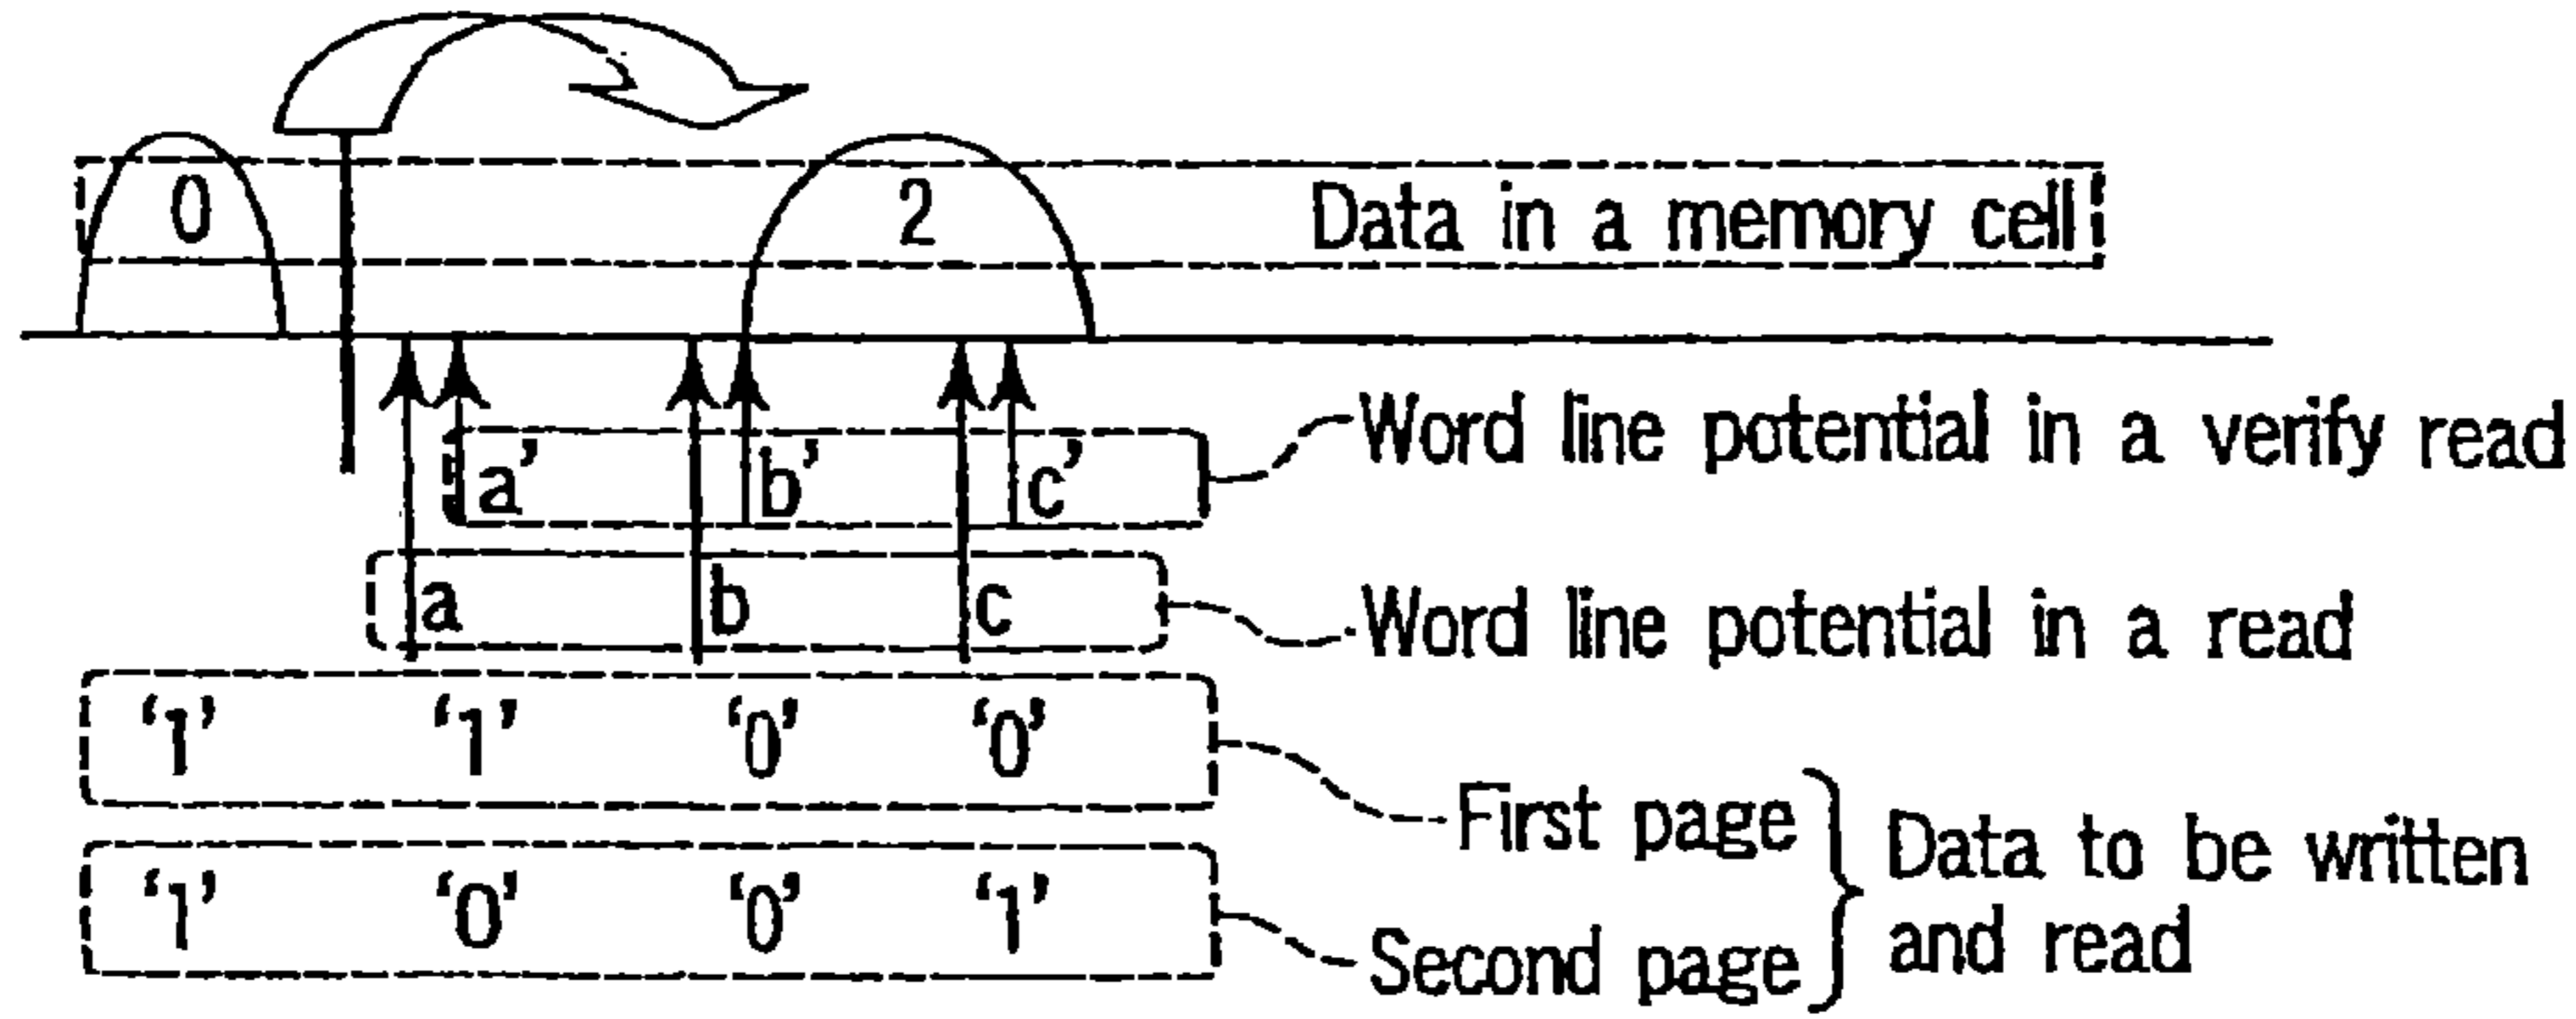 0 2 Data in a memory cell
a’ b’ c’ Word line potential in a verify read
a b c Word line potential in a read
‘1’ ‘1’ ‘0’ ‘0’
First page
‘1’ ‘0’ ‘0’ ‘1’
Second page
Data to be written
and read